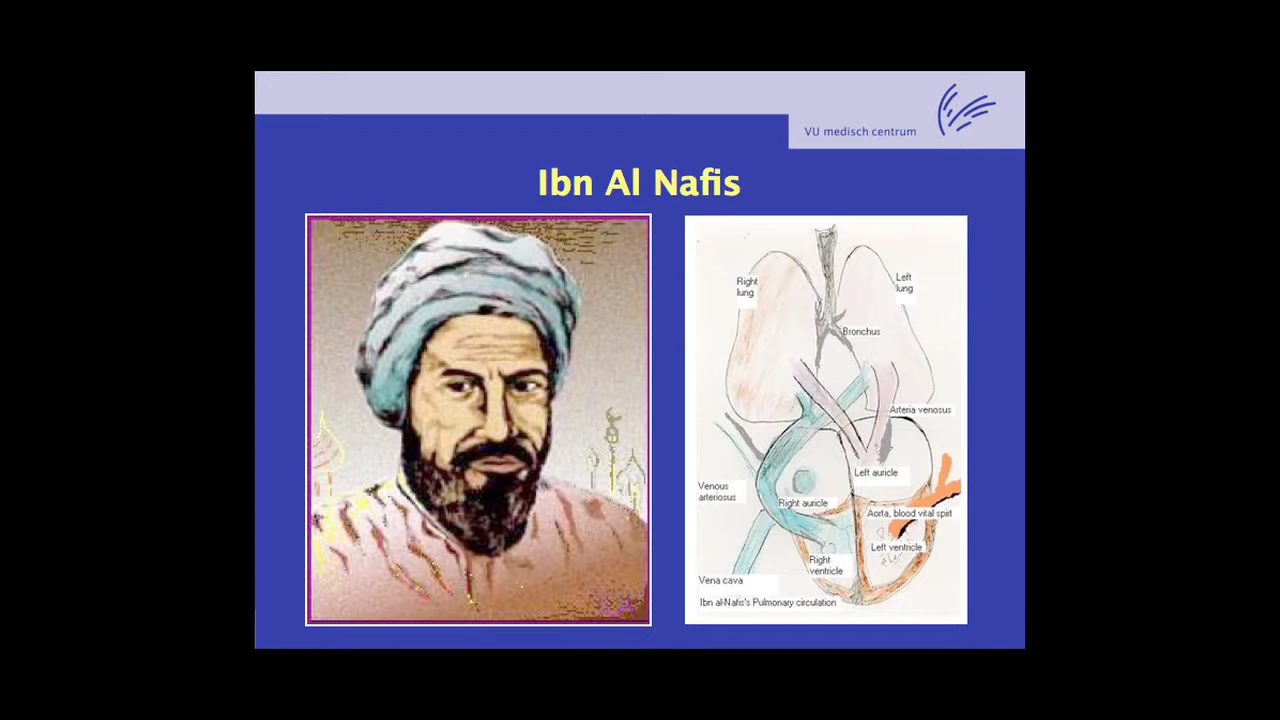 VU medisch centrum
Ibn Al Nafis
Right
lung
Left
lung
Bronchus
Arteria venosus
Left auricle
Venous
arteriosus
Right auricle
Aorta, blood vital spirt
Left ventricle
Right
ventricle
Vena cava
Ibn al-Nafis's Pulmonary circulation